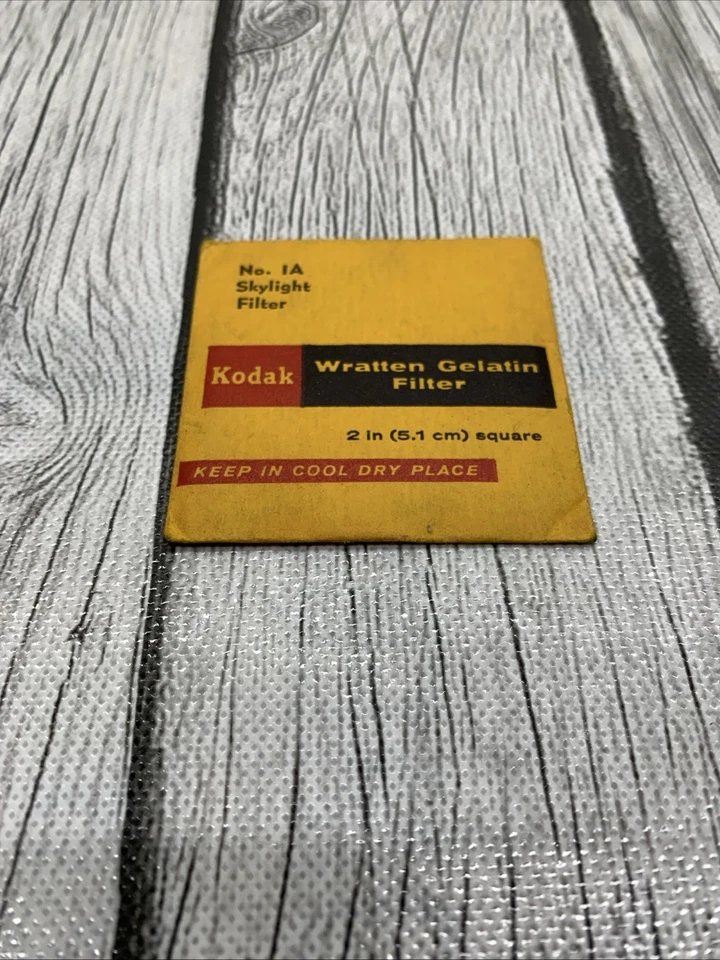 No. 1A
Skylight
Filter
Kodak
Wratten Gelatin
Filter
2 in (5.1 cm) square
KEEP IN COOL DRY PLACE